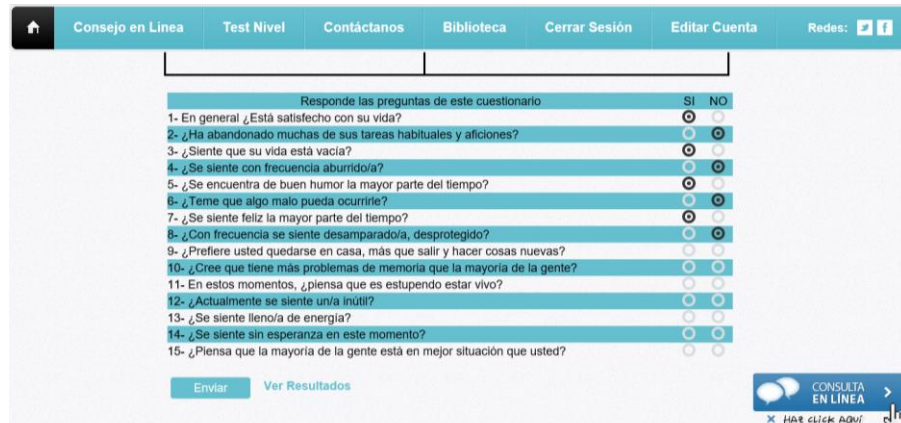 Consejo en Linea Test Nivel Contáctanos Biblioteca Cerrar Sesión Editar Cuenta Redes:
Responde las preguntas de este cuestionario SI NO
1- En general ¿Está satisfecho con su vida?
2- ¿Ha abandonado muchas de sus tareas habituales y aficiones?
3- ¿Siente que su vida está vacía?
4- ¿Se siente con frecuencia aburrido/a?
5- ¿Se encuentra de buen humor la mayor parte del tiempo?
6- ¿Teme que algo malo pueda ocurrirle?
7- ¿Se siente feliz la mayor parte del tiempo?
8- ¿Con frecuencia se siente desamparado/a, desprotegido?
9- ¿Prefiere usted quedarse en casa, más que salir y hacer cosas nuevas?
10- ¿Cree que tiene más problemas de memoria que la mayoría de la gente?
11- En estos momentos, ¿piensa que es estupendo estar vivo?
12- ¿Actualmente se siente un/a inútil?
13- ¿Se siente lleno/a de energía?
14- ¿Se siente sin esperanza en este momento?
15- ¿Piensa que la mayoría de la gente está en mejor situación que usted?
Enviar Ver Resultados
CONSULTA
EN LÍNEA
X HAZ CLICK AQUÍ